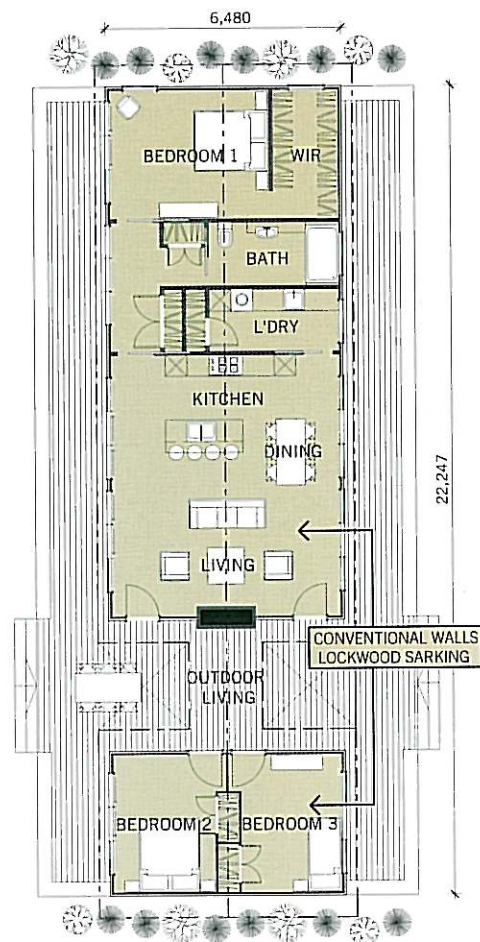 6,480
BEDROOM 1
WIR
BATH
L'DRY
KITCHEN
DINING
22,247
LIVING
CONVENTIONAL WALLS
LOCKWOOD SARKING
OUTDOOR
LIVING
BEDROOM 2
BEDROOM 3